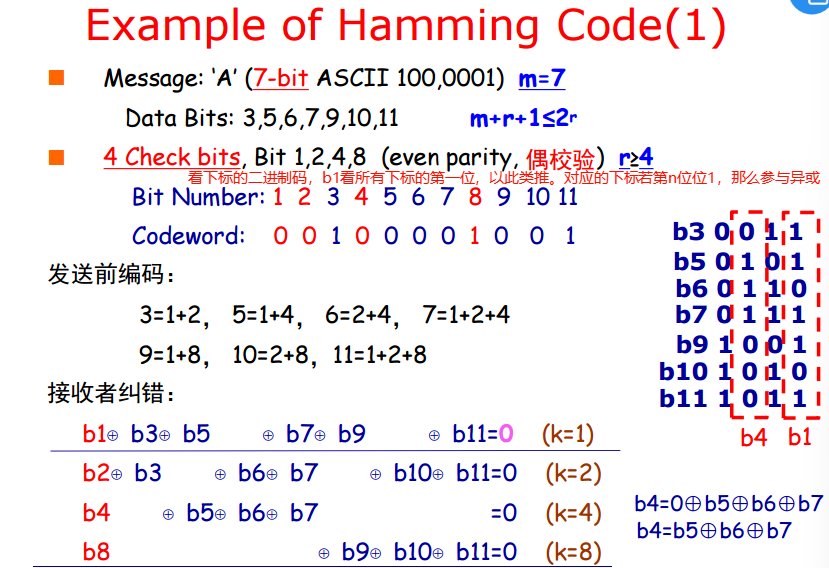 Example of Hamming Code(1)
Message: ‘A’ (7-bit ASCII 100,0001) m=7
Data Bits: 3,5,6,7,9,10,11 m+r+1≤2r
4 Check bits, Bit 1,2,4,8 (even parity, 偶校验) r≥4
看下标的二进制码，b1看所有下标的第一位，以此类推。对应的下标若第n位位1，那么参与异或
Bit Number: 1 2 3 4 5 6 7 8 9 10 11
Codeword: 0 0 1 0 0 0 0 1 0 0 1
发送前编码：
3=1+2, 5=1+4, 6=2+4, 7=1+2+4
9=1+8, 10=2+8, 11=1+2+8
接收者纠错：
b1⊕ b3⊕ b5 ⊕ b7⊕ b9 ⊕ b11=0 (k=1)
b2⊕ b3 ⊕ b6⊕ b7 ⊕ b10⊕ b11=0 (k=2)
b4 ⊕ b5⊕ b6⊕ b7 =0 (k=4)
b8 ⊕ b9⊕ b10⊕ b11=0 (k=8)
b3 0 0 1 1
b5 0 1 0 1
b6 0 1 1 0
b7 0 1 1 1
b9 1 0 0 1
b10 1 0 1 0
b11 1 0 1 1
b4 b1
b4=0⊕b5⊕b6⊕b7
b4=b5⊕b6⊕b7